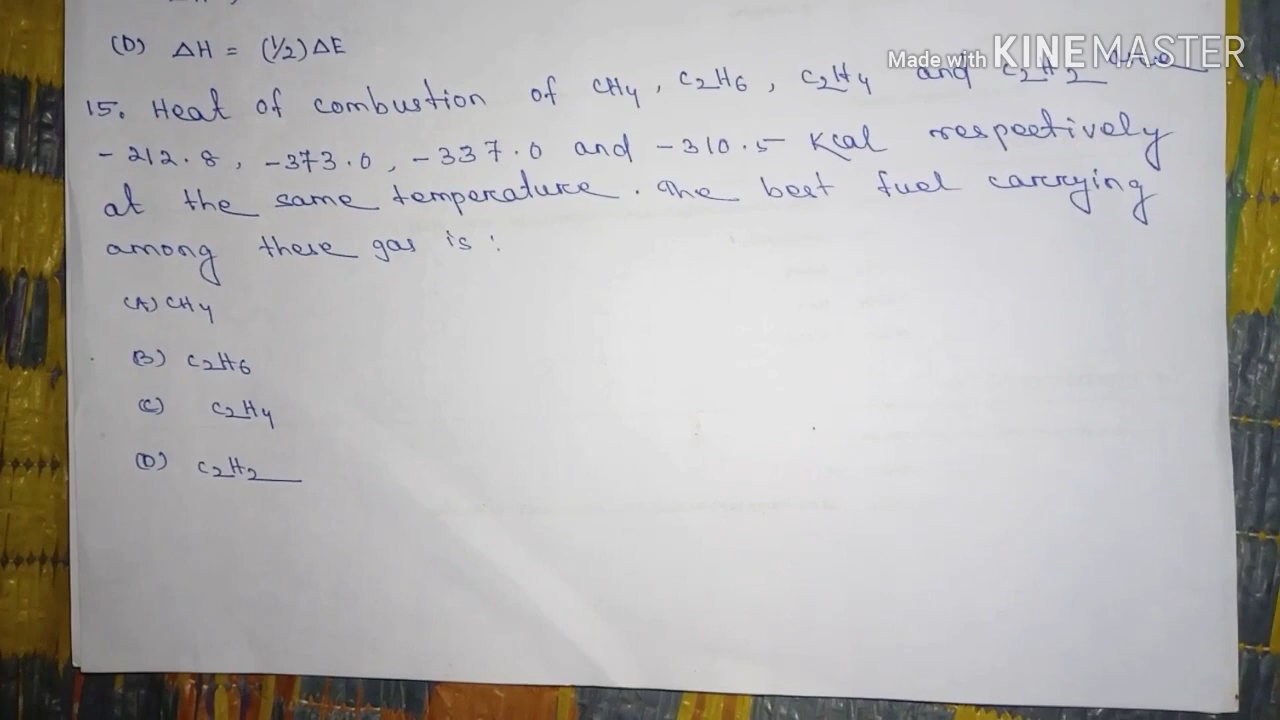 (D) ΔH = (1/2) ΔE
Made with KINEMASTER
15. Heat of combustion of CH4, C2H6, C2H4 and C2H2 are
- 212.8, -373.0, -337.0 and -310.5 Kcal respectively
at the same temperature. The best fuel carrying
among these gas is :
(A) CH4
(B) C2H6
(C) C2H4
(D) C2H2